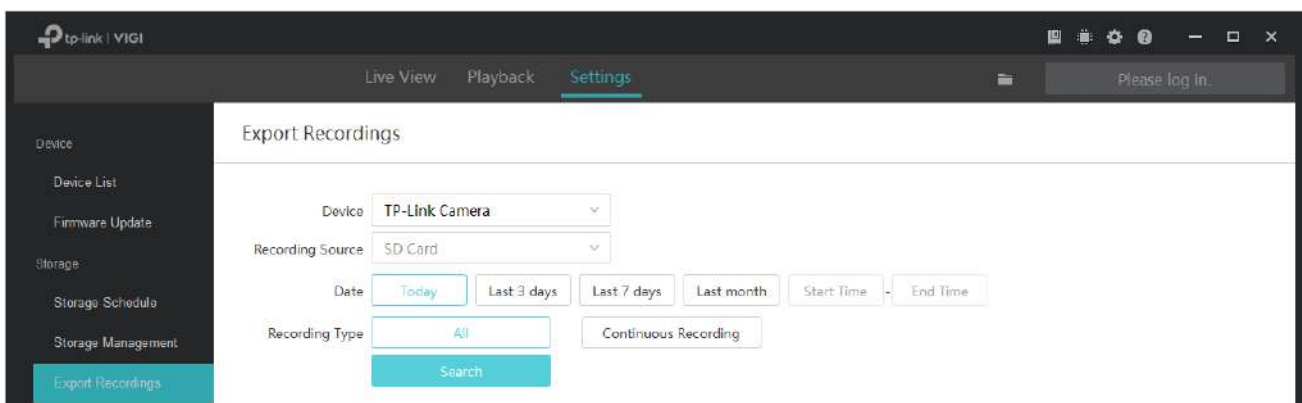 tp-link | VIGI
Live View Playback Settings Please log in.
Device
Device List
Firmware Update
Storage
Storage Schedule
Storage Management
Export Recordings
Export Recordings
Device TP-Link Camera
Recording Source SD Card
Date Today Last 3 days Last 7 days Last month Start Time - End Time
Recording Type All Continuous Recording
Search